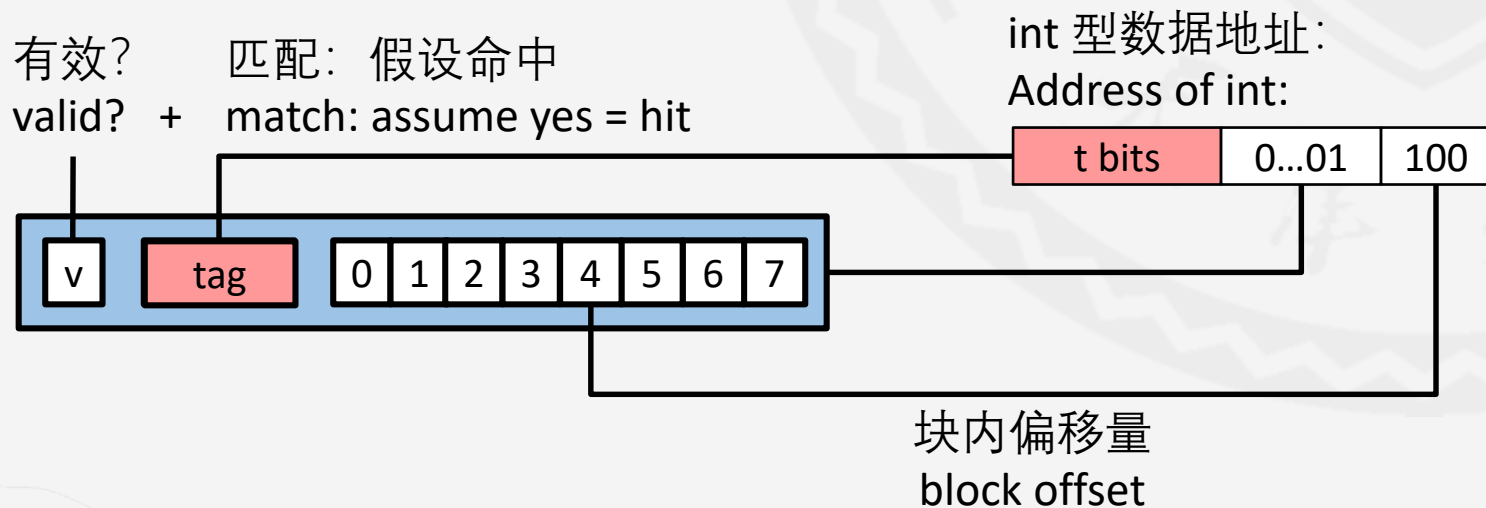 有效?
valid?
+
匹配: 假设命中
match: assume yes = hit
int 型数据地址:
Address of int:
t bits 0...01 100
v tag 0 1 2 3 4 5 6 7
块内偏移量
block offset